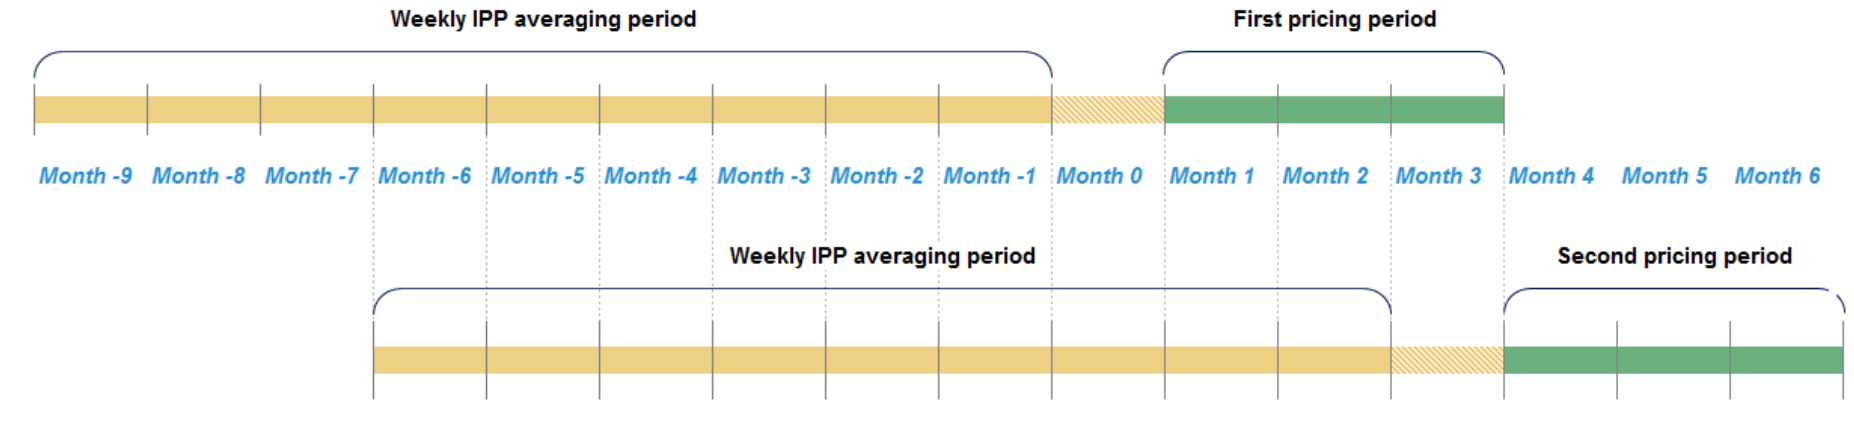 Weekly IPP averaging period First pricing period
Month -9 Month -8 Month -7 Month -6 Month -5 Month -4 Month -3 Month -2 Month -1 Month 0 Month 1 Month 2 Month 3 Month 4 Month 5 Month 6
Weekly IPP averaging period Second pricing period